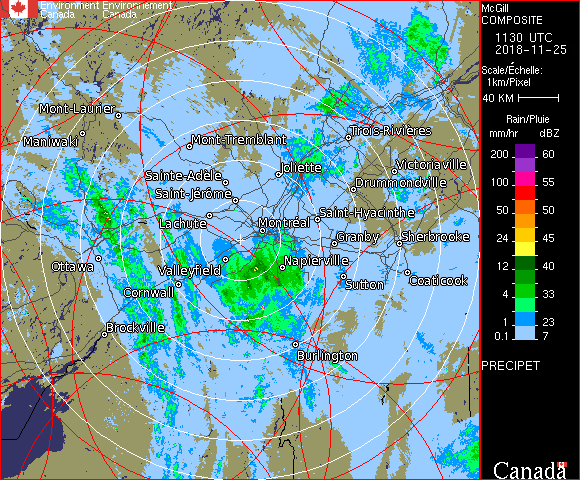 Environment Environnement
Canada Canada
McGill
COMPOSITE
1130 UTC
2018-11-25
Scale/Échelle:
1km/Pixel
40 KM
Rain/Pluie
mm/hr dBZ
200 60
100 55
50 50
24 45
12 40
4 33
1 23
0.1 7
PRECIPET
Canada
Mont-Laurier
Maniwaki
Mont-Tremblant
Trois-Rivières
Sainte-Adèle
Joliette
Victoriaville
Saint-Jérôme
Drummondville
Lachute
Montréal
Saint-Hyacinthe
Granby
Sherbrooke
Ottawa
Valleyfield
Napierville
Cornwall
Sutton
Coaticook
Brockville
Burlington